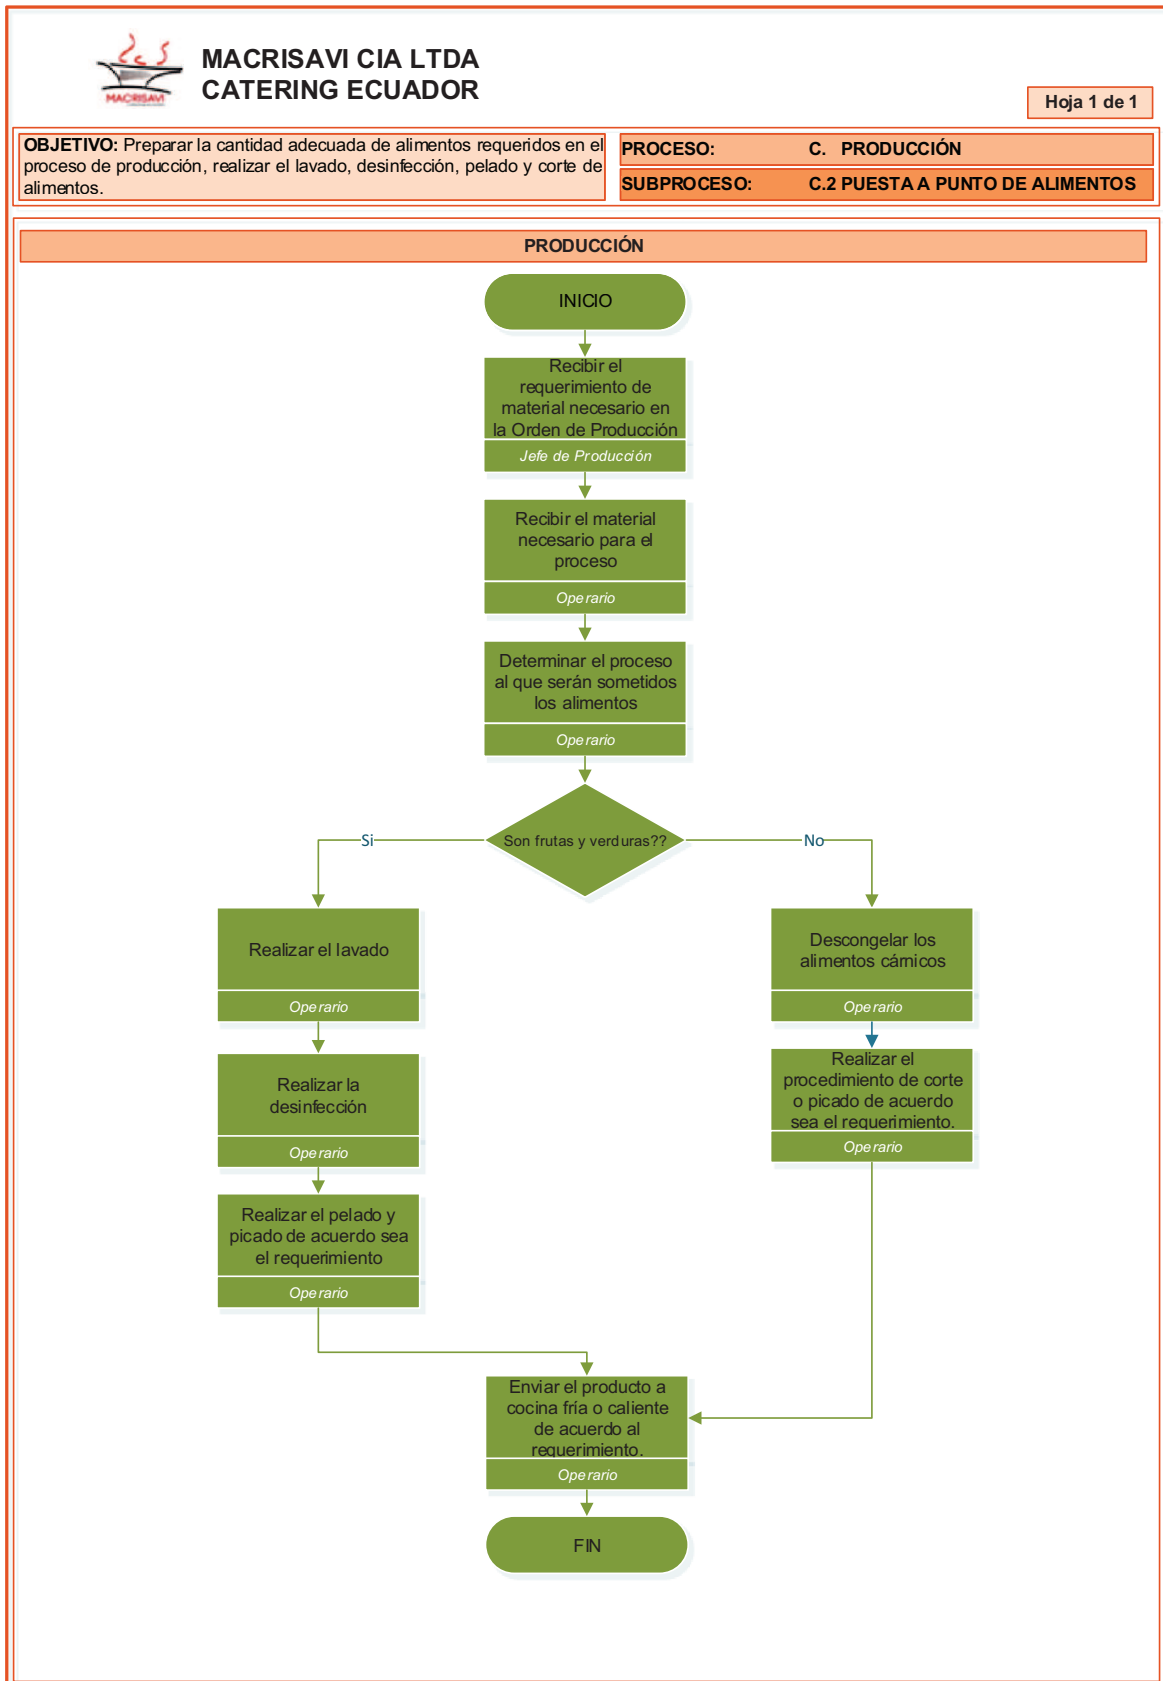 MACRISAVI
MACRISAVI CIA LTDA
CATERING ECUADOR
Hoja 1 de 1
OBJETIVO: Preparar la cantidad adecuada de alimentos requeridos en el
proceso de producción, realizar el lavado, desinfección, pelado y corte de
alimentos.
PROCESO: C. PRODUCCIÓN
SUBPROCESO: C.2 PUESTA A PUNTO DE ALIMENTOS
PRODUCCIÓN
INICIO
Recibir el
requerimiento de
material necesario en
la Orden de Producción
Jefe de Producción
Recibir el material
necesario para el
proceso
Operario
Determinar el proceso
al que serán sometidos
los alimentos
Operario
Son frutas y verduras??
Si
No
Realizar el lavado
Operario
Realizar la
desinfección
Operario
Realizar el pelado y
picado de acuerdo sea
el requerimiento
Operario
Descongelar los
alimentos cárnicos
Operario
Realizar el
procedimiento de corte
o picado de acuerdo
sea el requerimiento.
Operario
Enviar el producto a
cocina fría o caliente
de acuerdo al
requerimiento.
Operario
FIN